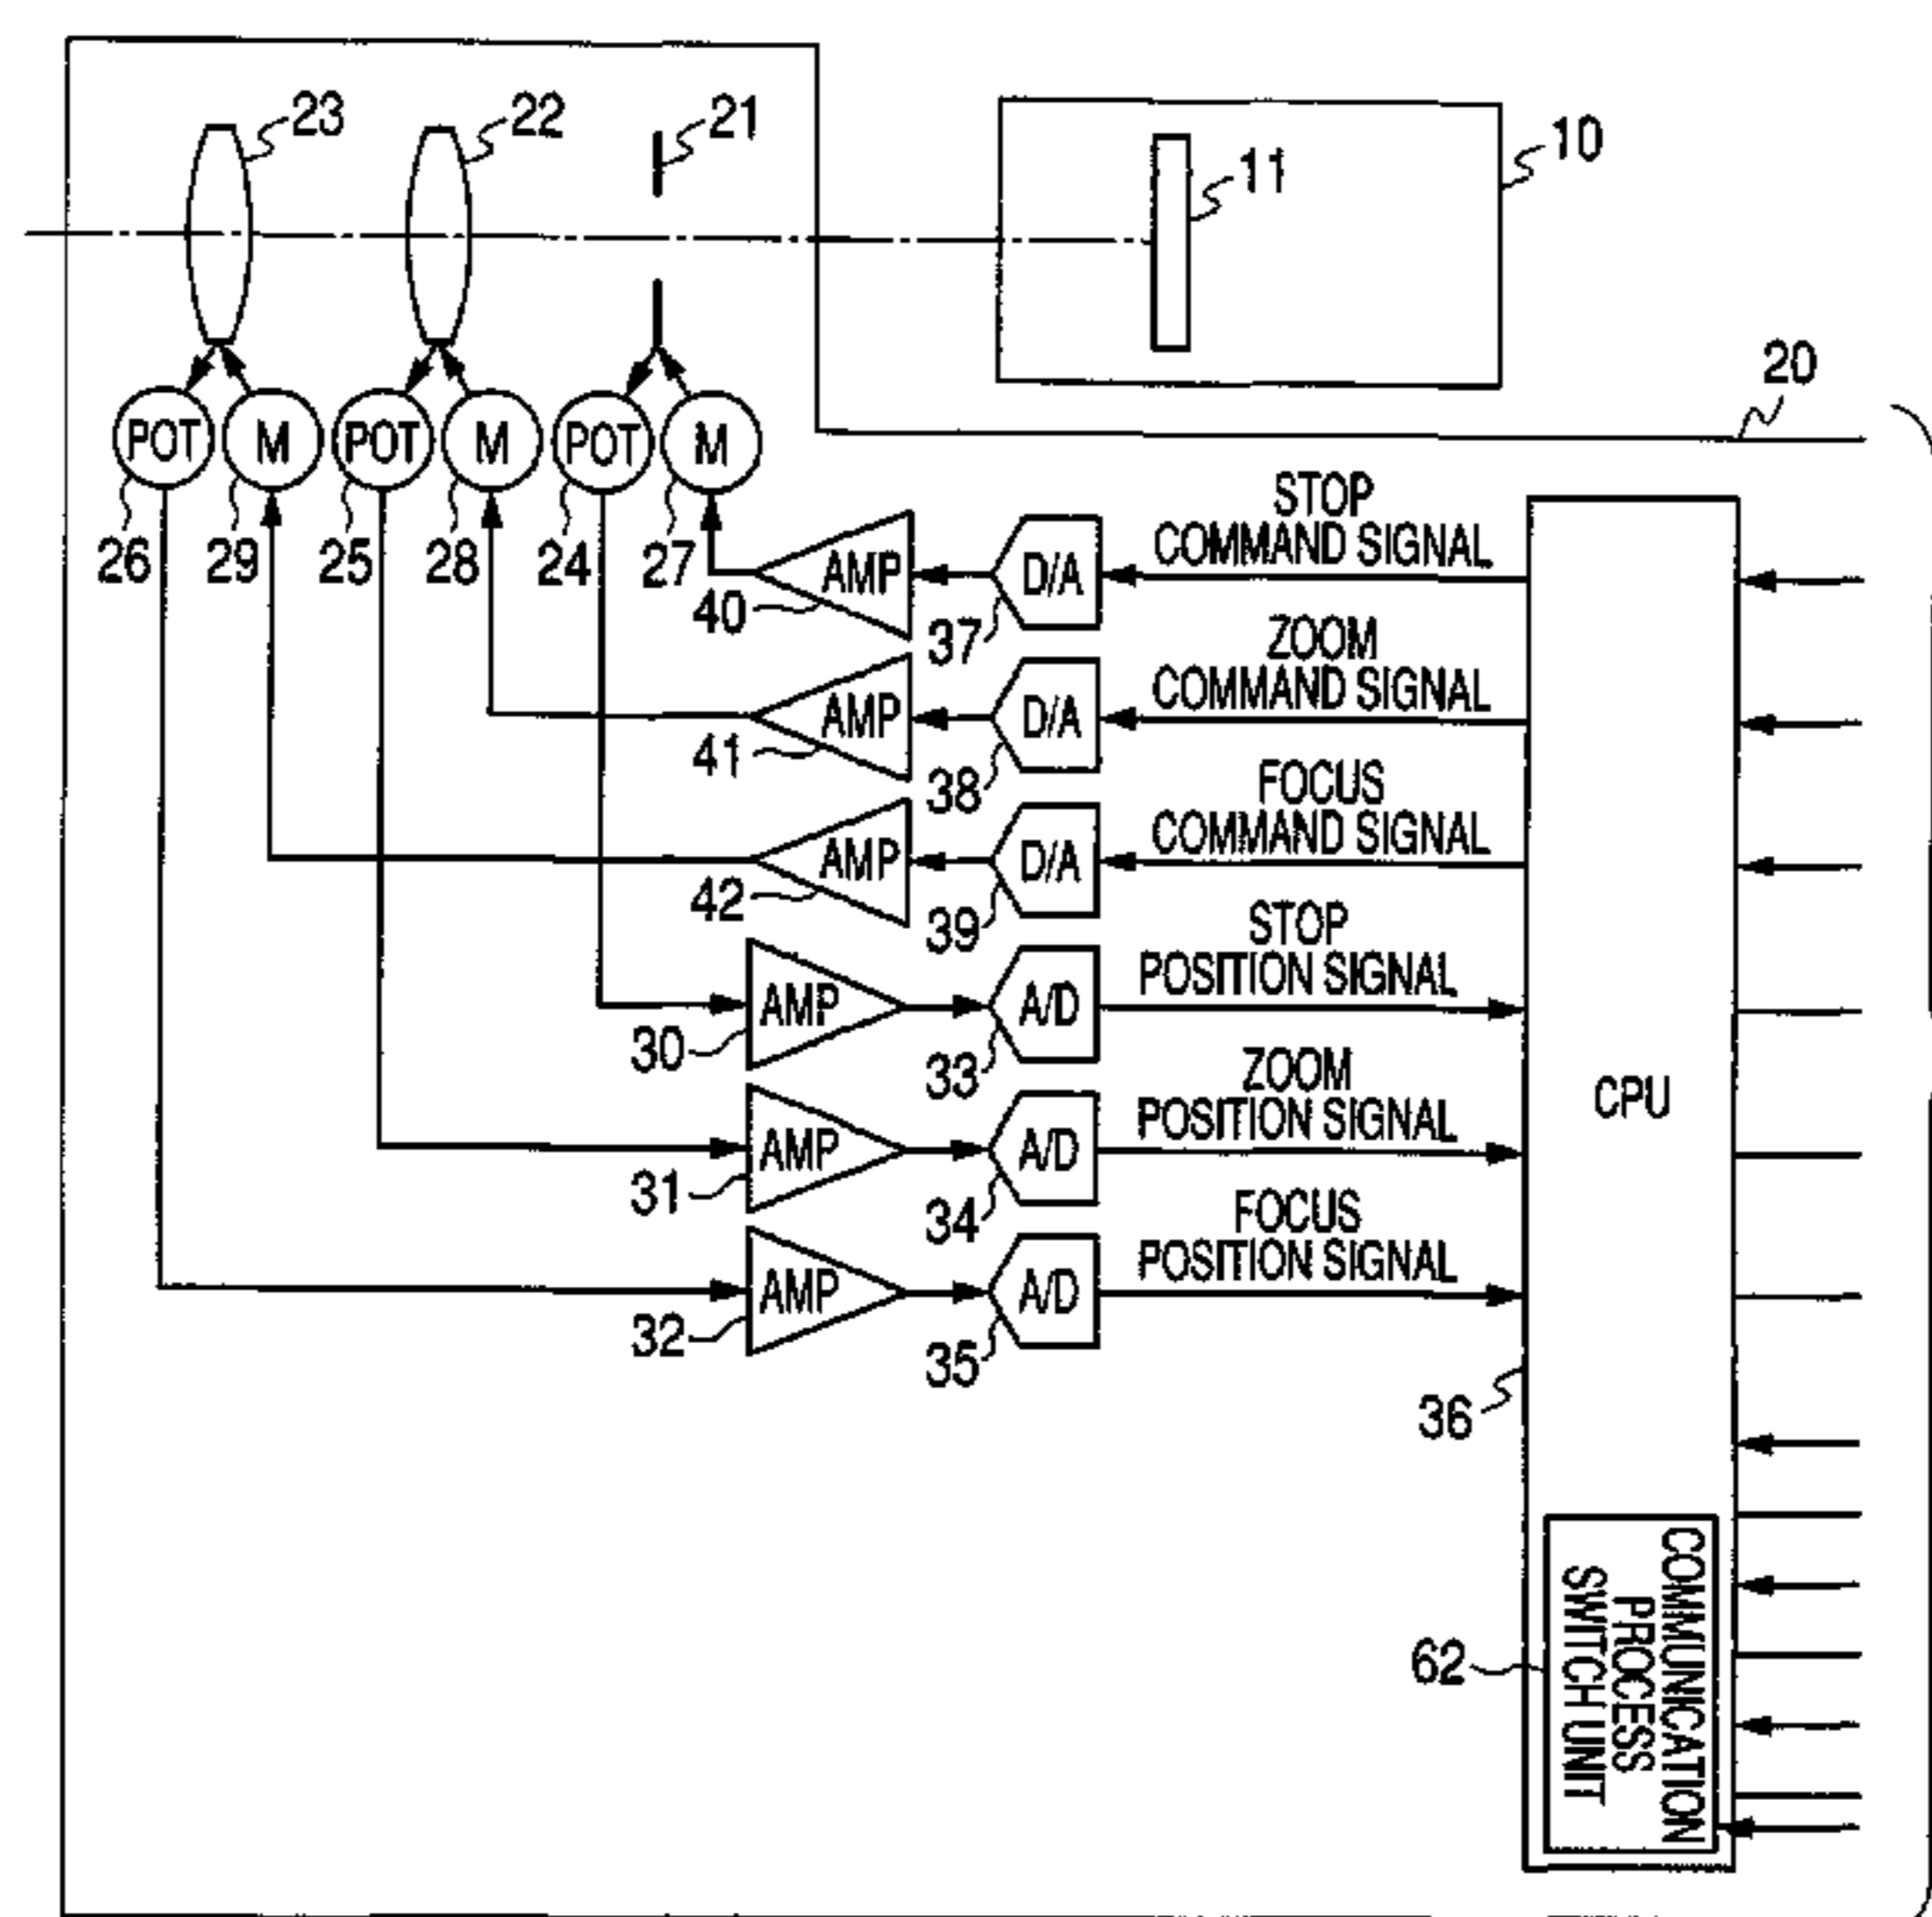 23
22
21
11
10
20
POT
M
POT
M
POT
M
26
29
25
28
24
27
STOP
COMMAND SIGNAL
AMP
D/A
40
37
ZOOM
COMMAND SIGNAL
AMP
D/A
41
38
FOCUS
COMMAND SIGNAL
AMP
D/A
42
39
STOP
POSITION SIGNAL
AMP
A/D
30
33
ZOOM
POSITION SIGNAL
AMP
A/D
31
34
FOCUS
POSITION SIGNAL
AMP
A/D
32
35
CPU
36
COMMUNICATION
PROCESS
SWITCH UNIT
62